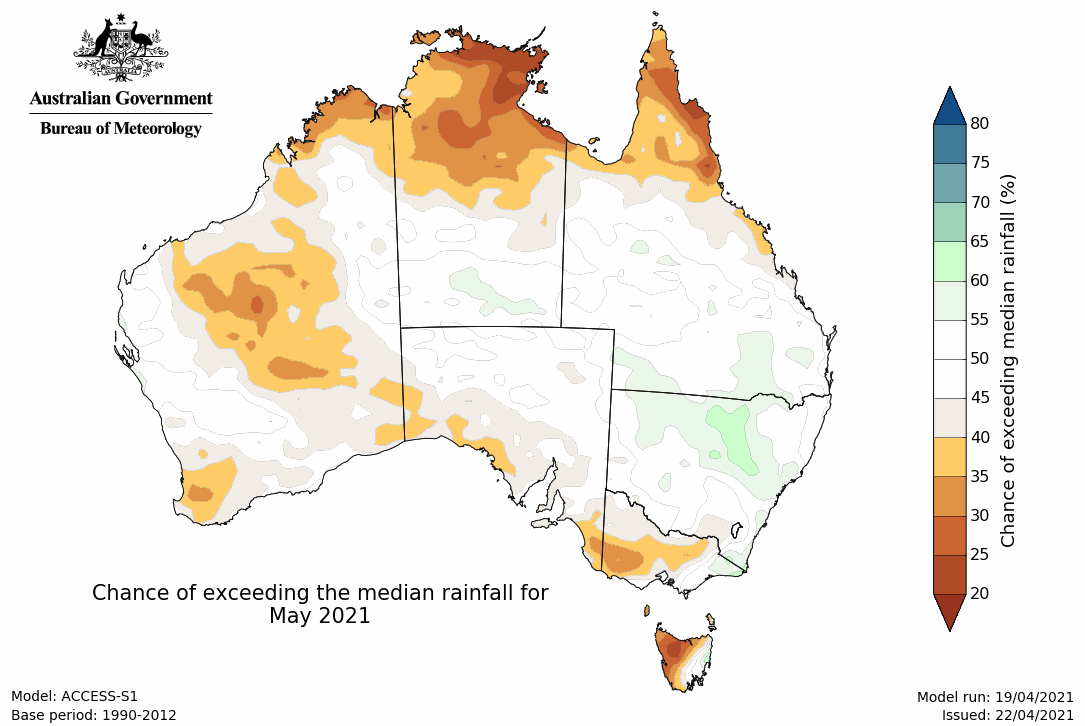 Australian Government
Bureau of Meteorology
80
75
70
65
60
55
50
45
40
35
30
25
20
Chance of exceeding median rainfall (%)
Chance of exceeding the median rainfall for
May 2021
Model: ACCESS-S1
Base period: 1990-2012
Model run: 19/04/2021
Issued: 22/04/2021